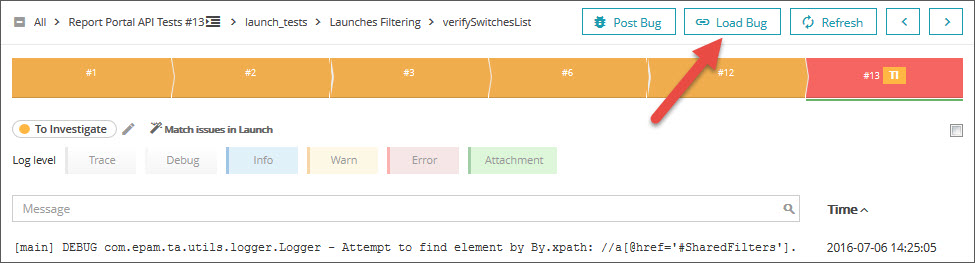 All > Report Portal API Tests #13 > launch_tests > Launches Filtering > verifySwitchesList Post Bug Load Bug Refresh
#1 #2 #3 #6 #12 #13 TI
To Investigate Match issues in Launch
Log level Trace Debug Info Warn Error Attachment
Message Time
[main] DEBUG com.epam.ta.utils.logger.Logger - Attempt to find element by By.xpath: //a[@href='#SharedFilters']. 2016-07-06 14:25:05